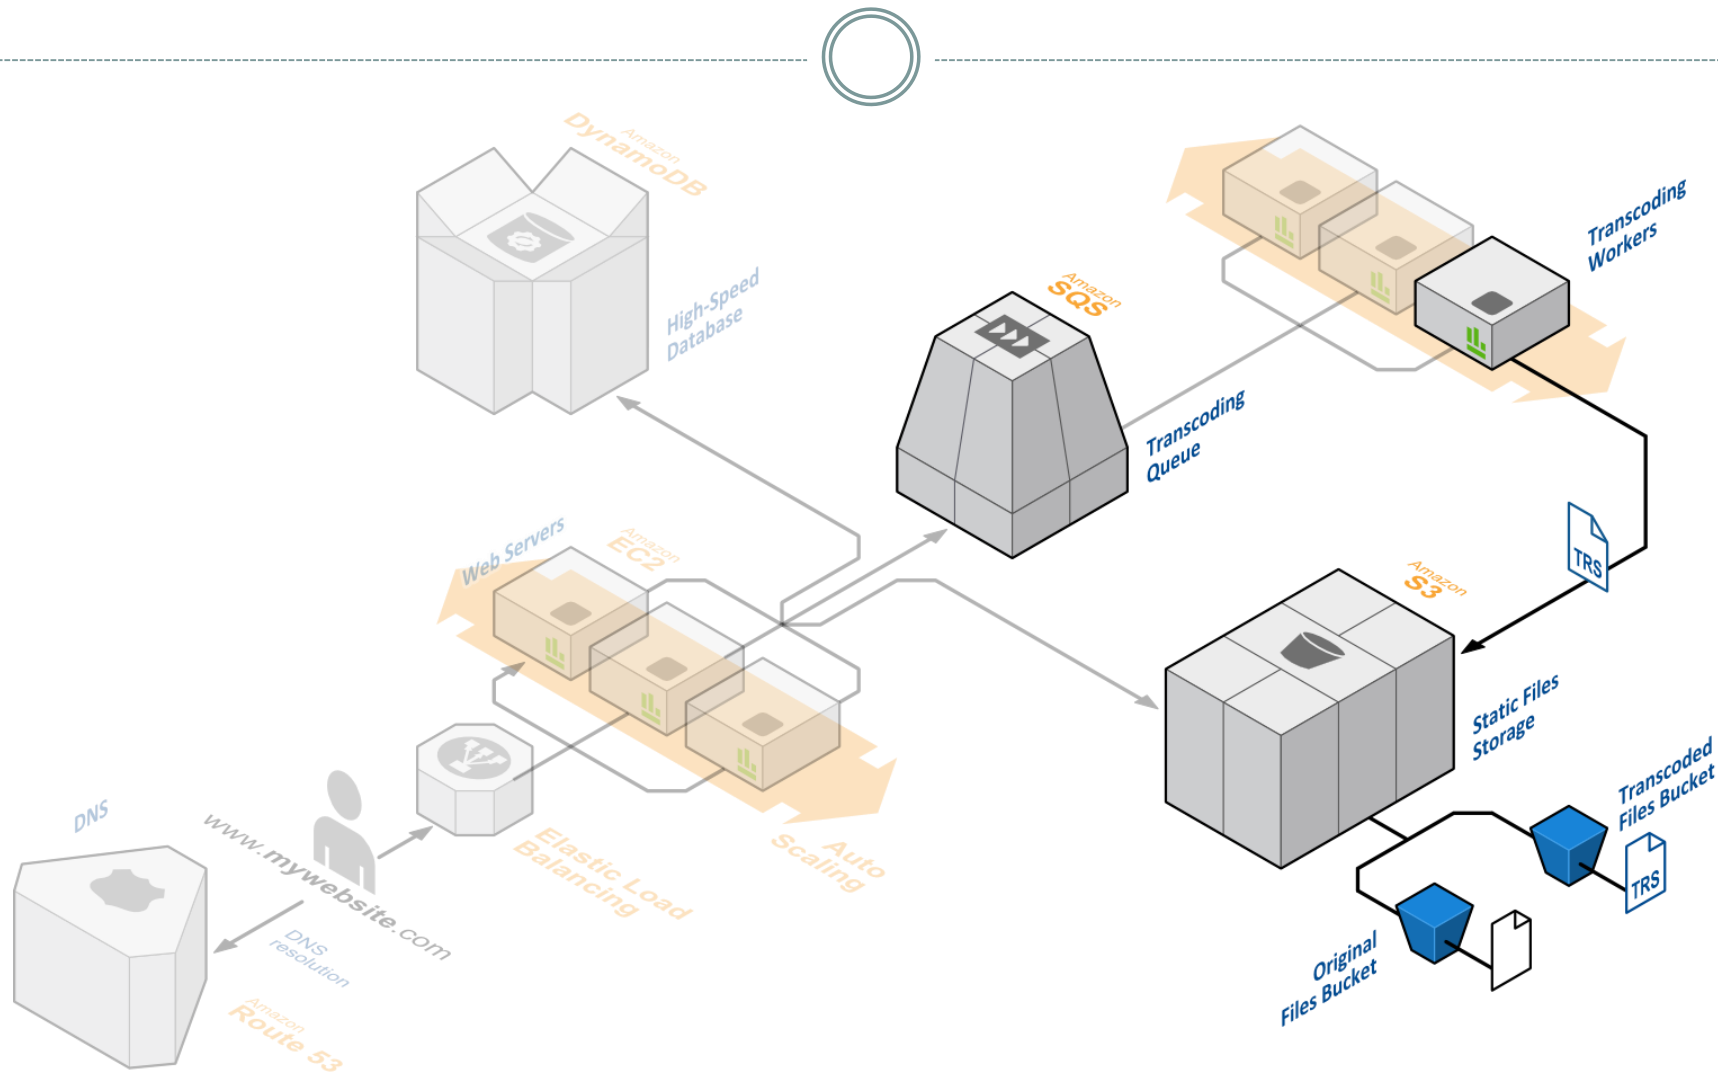 Amazon
DynamoDB
High-Speed
Database
Amazon
SQS
Transcoding
Workers
Transcoding
Queue
Web Servers
Amazon
EC2
TRS
Amazon
S3
Static Files
Storage
Transcoded
Files Bucket
TRS
Original
Files Bucket
DNS
www.mywebsite.com
Elastic Load
Balancing
Auto
Scaling
DNS
resolution
Amazon
Route 53